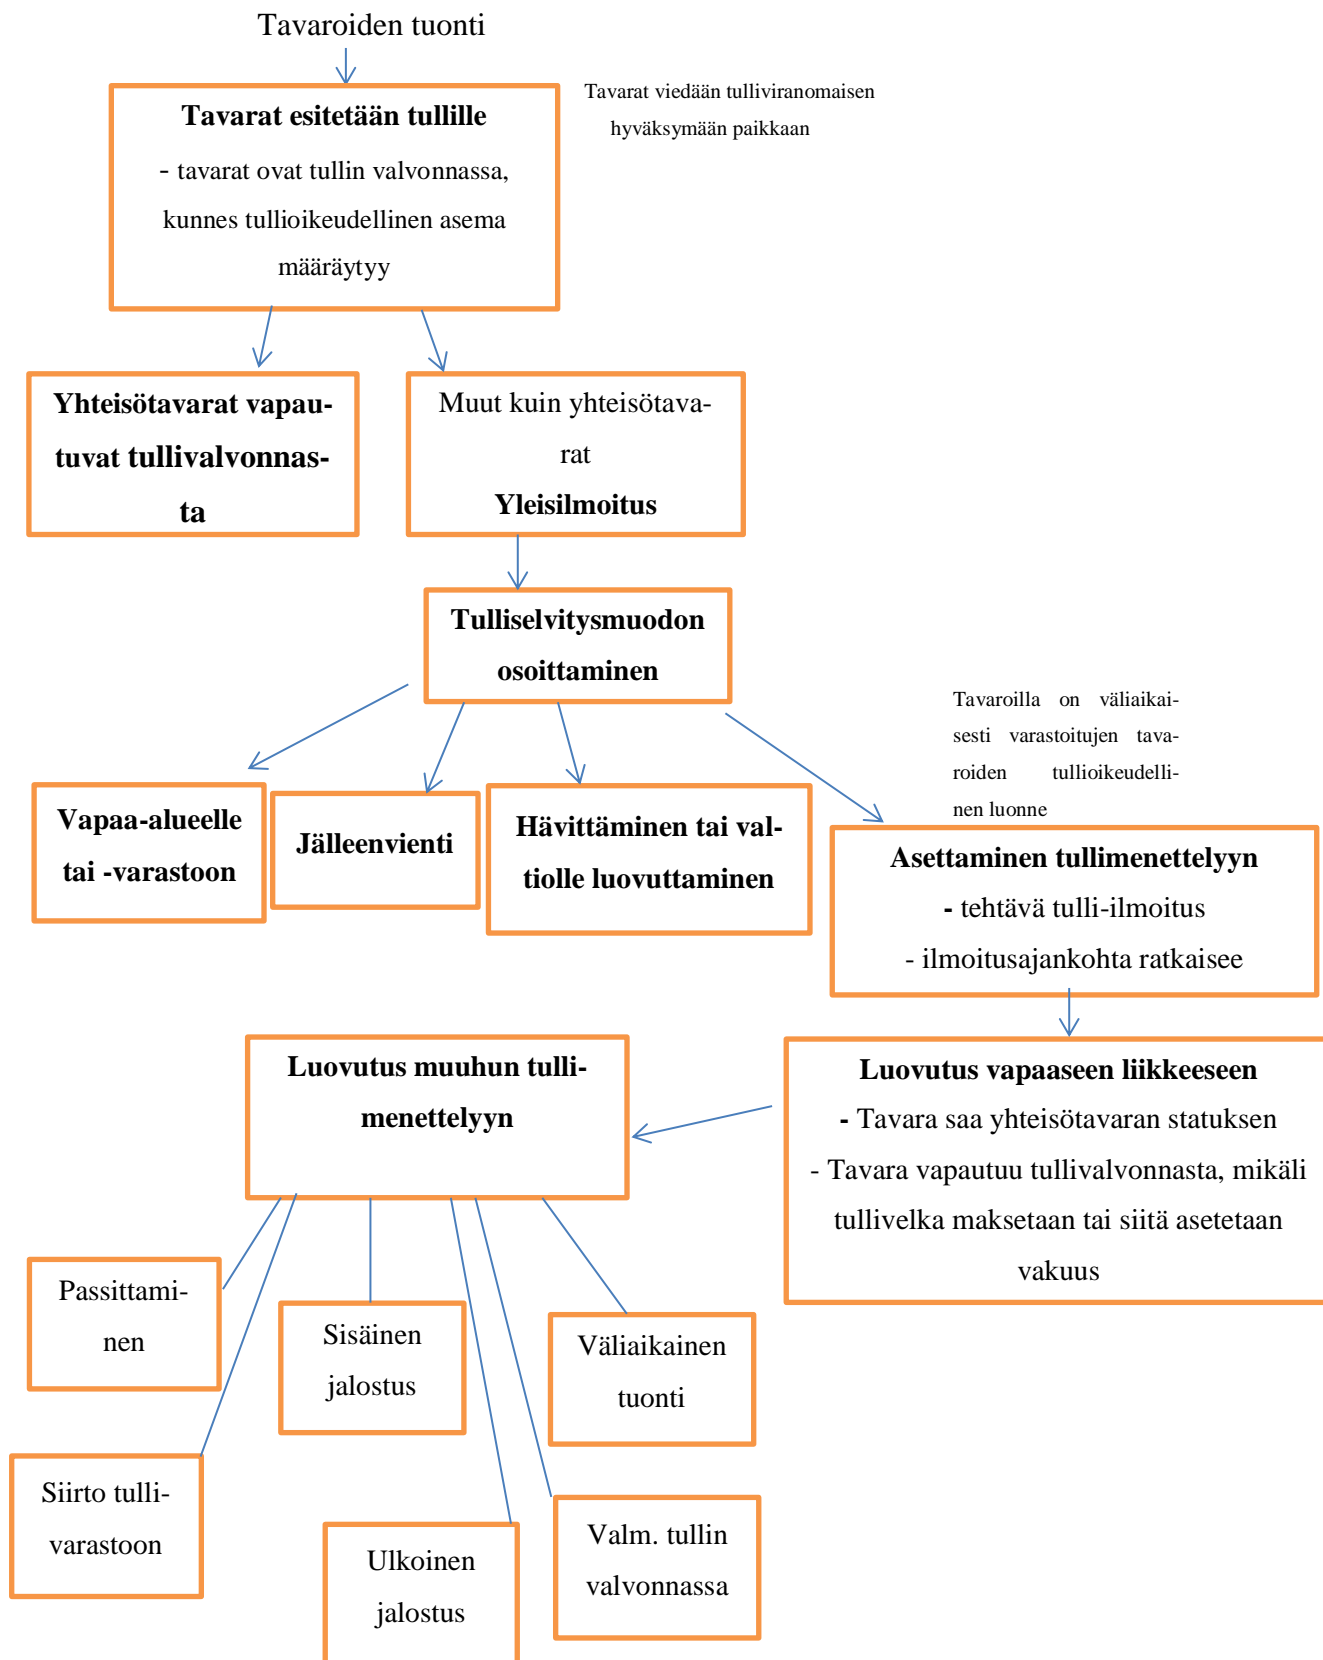 Tavaroiden tuonti
Tavarat esitetään tullille
- tavarat ovat tullin valvonnassa,
kunnes tullioikeudellinen asema
määräytyy
Tavarat viedään tulliviranomaisen
hyväksymään paikkaan
Yhteisötavarat vapau-
tuvat tullivalvonnas-
ta
Muut kuin yhteisötava-
rat
Yleisilmoitus
Tulliselvitysmuodon
osoittaminen
Tavaroilla on väliaikai-
sesti varastoitujen tava-
roiden tullioikeudelli-
nen luonne
Vapaa-alueelle
tai -varastoon
Jälleenvienti
Hävittäminen tai val-
tiolle luovuttaminen
Asettaminen tullimenettelyyn
- tehtävä tulli-ilmoitus
- ilmoitusajankohta ratkaisee
Luovutus muuhun tulli-
menettelyyn
Luovutus vapaaseen liikkeeseen
- Tavara saa yhteisötavaran statuksen
- Tavara vapautuu tullivalvonnasta, mikäli
tullivelka maksetaan tai siitä asetetaan
vakuus
Passittami-
nen
Sisäinen
jalostus
Väliaikainen
tuonti
Siirto tulli-
varastoon
Ulkoinen
jalostus
Valm. tullin
valvonnassa